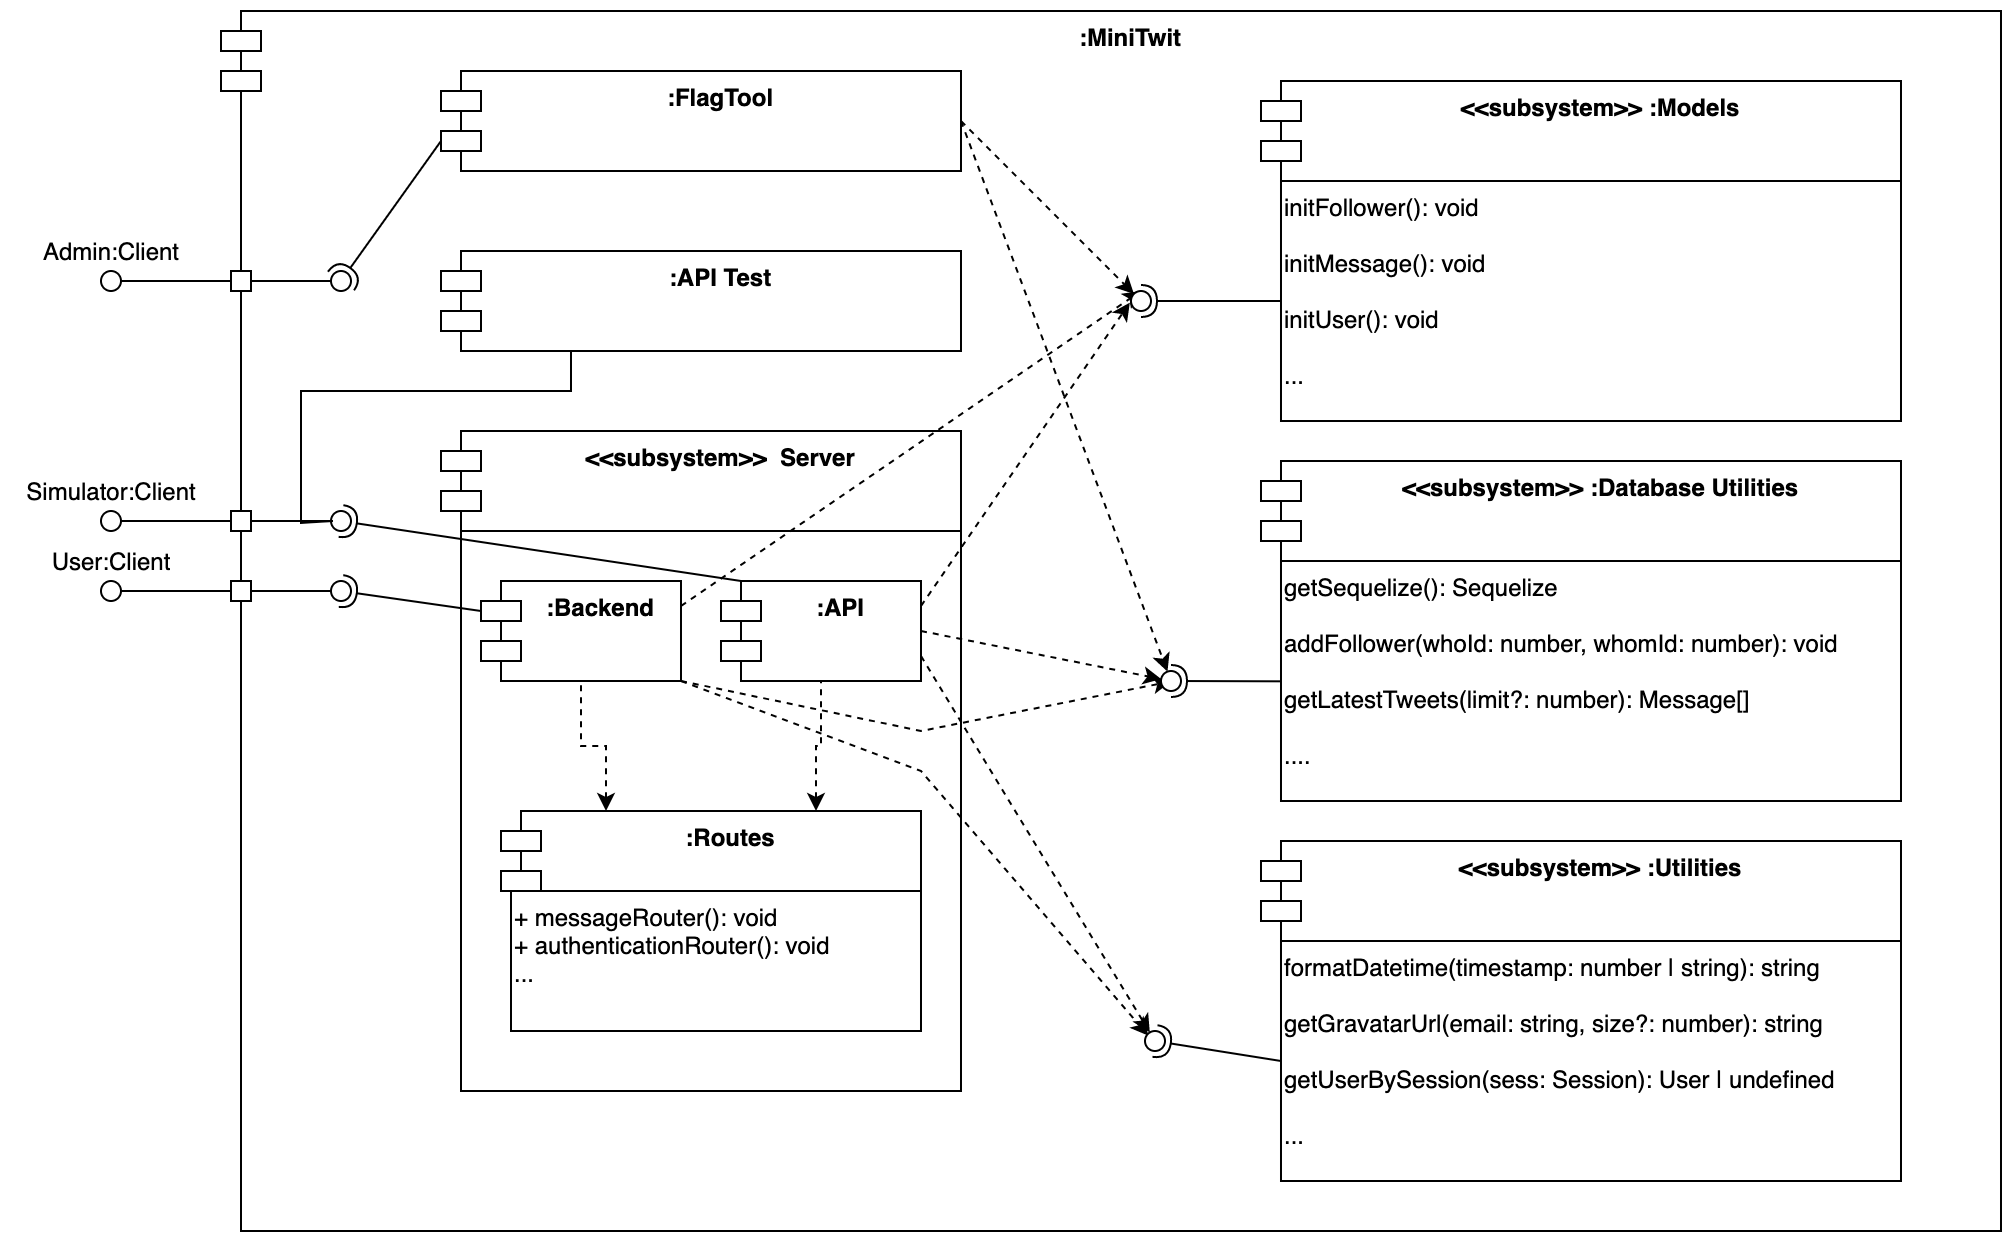 :MiniTwit
:FlagTool
<<subsystem>> :Models
initFollower(): void
initMessage(): void
initUser(): void
...
Admin:Client
:API Test
<<subsystem>>  Server
Simulator:Client
User:Client
:Backend
:API
<<subsystem>> :Database Utilities
getSequelize(): Sequelize
addFollower(whoId: number, whomId: number): void
getLatestTweets(limit?: number): Message[]
....
:Routes
+ messageRouter(): void
+ authenticationRouter(): void
...
<<subsystem>> :Utilities
formatDatetime(timestamp: number | string): string
getGravatarUrl(email: string, size?: number): string
getUserBySession(sess: Session): User | undefined
...